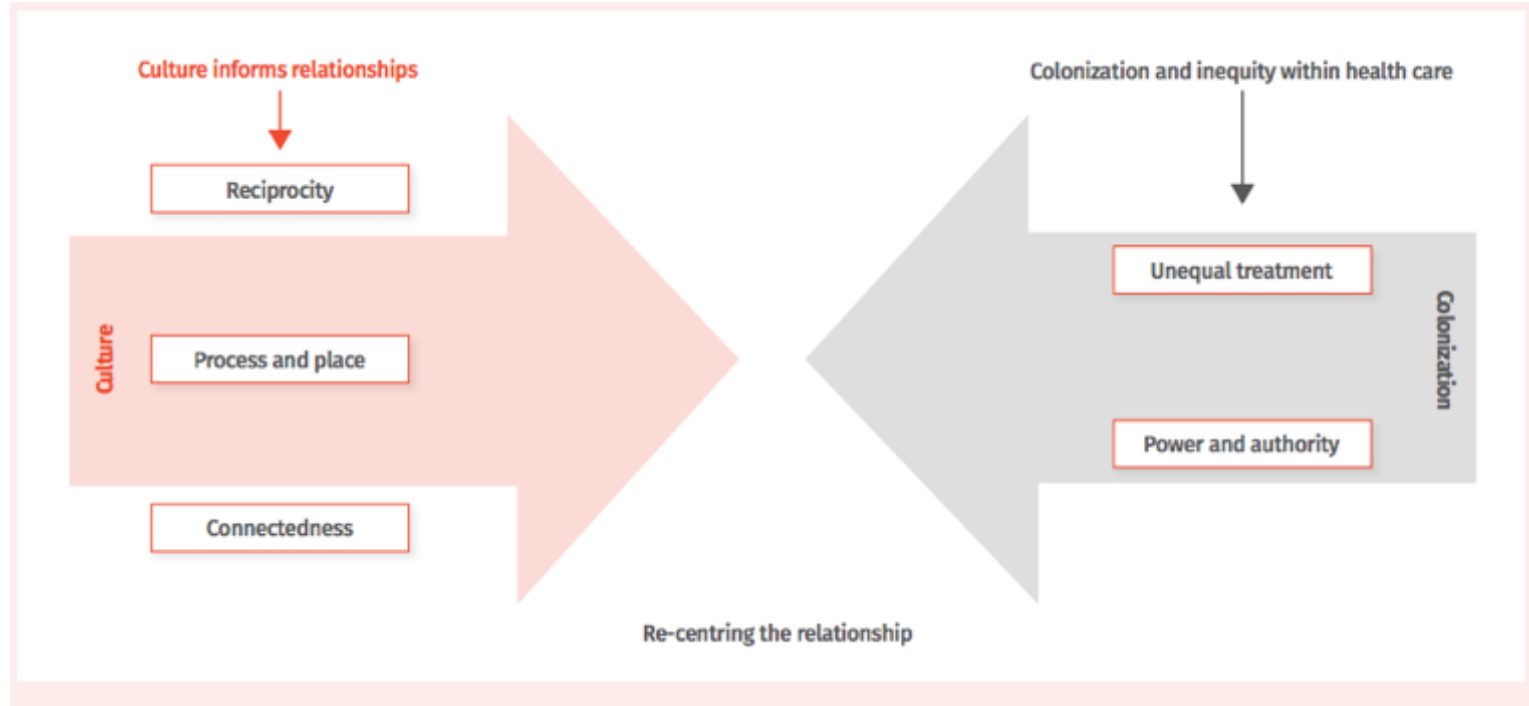 Culture informs relationships
Colonization and inequity within health care
Reciprocity
Unequal treatment
Culture
Process and place
Colonization
Power and authority
Connectedness
Re-centring the relationship